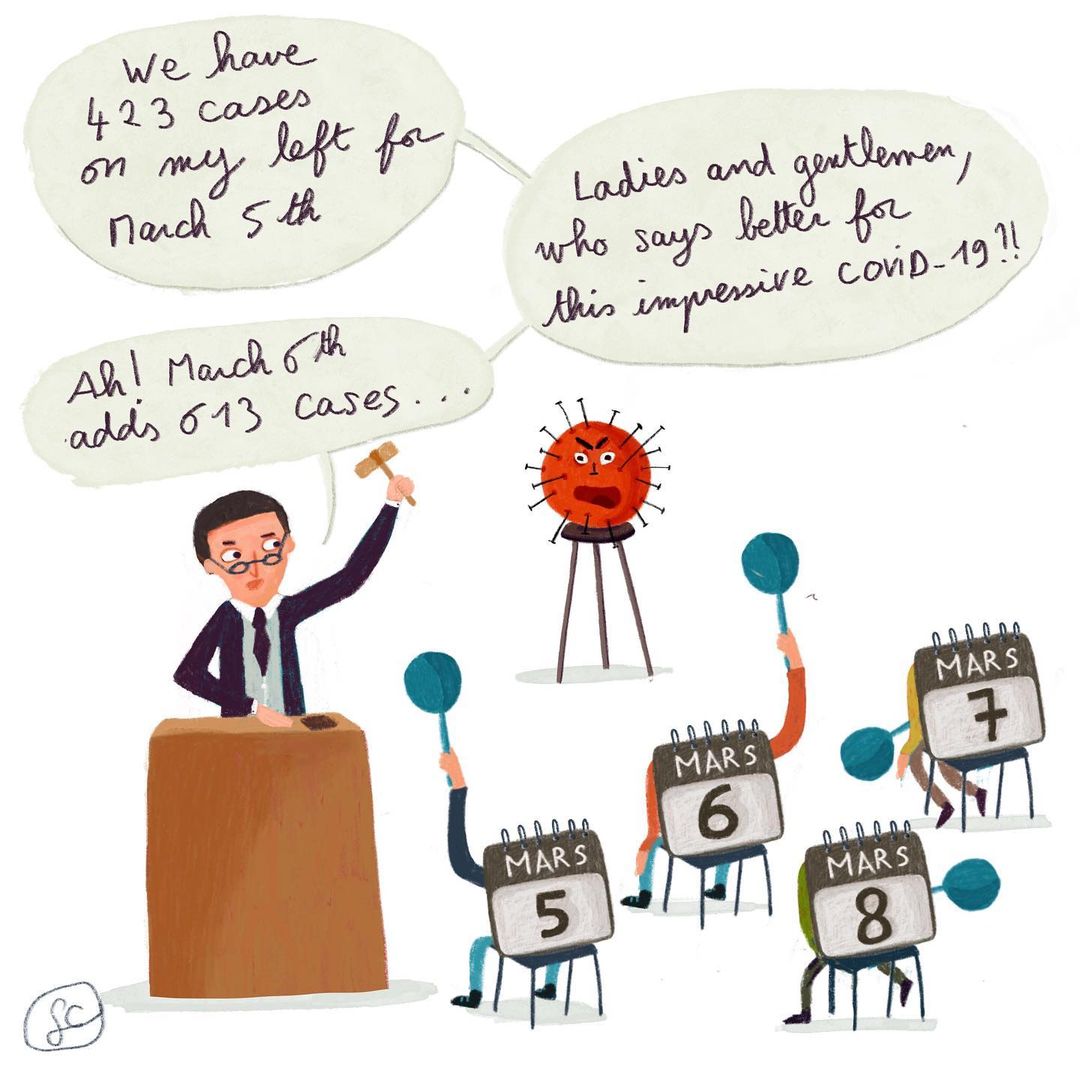 We have
423 cases
on my left for
March 5th
Ladies and gentlemen,
who says better for
this impressive COVID-19?!
Ah! March 6th
adds 613 cases...
MARS
5
MARS
6
MARS
7
MARS
8
SC